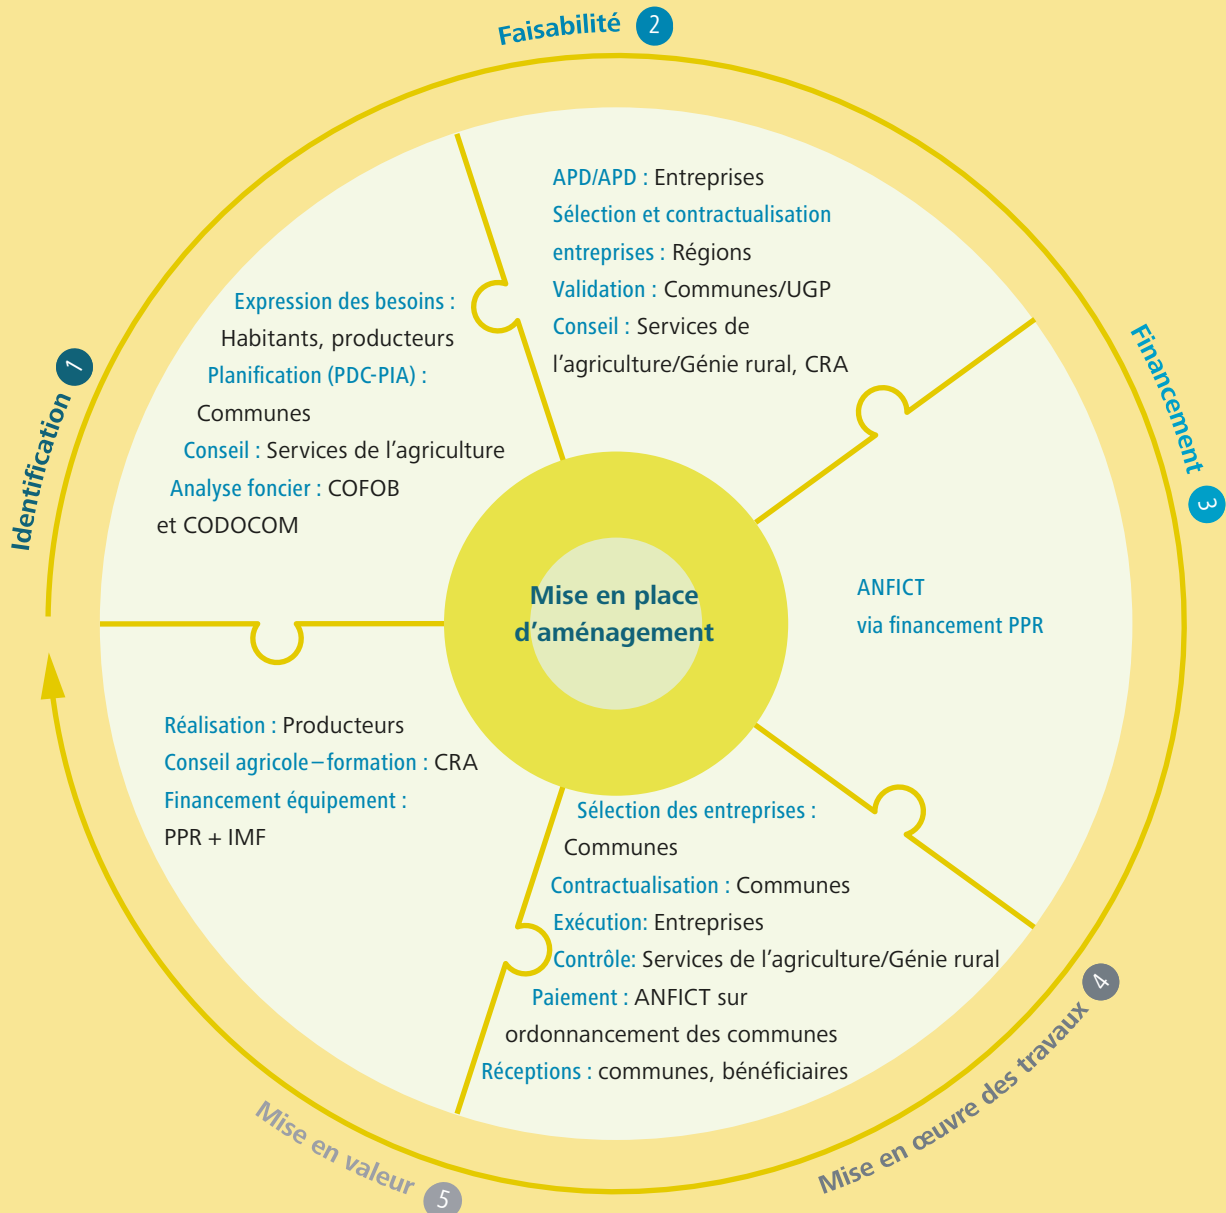 Faisabilité 2
APD/APD : Entreprises
Sélection et contractualisation
entreprises : Régions
Validation : Communes/UGP
Conseil : Services de
l'agriculture/Génie rural, CRA
Identification 1
Expression des besoins :
Habitants, producteurs
Planification (PDC-PIA) :
Communes
Conseil : Services de l'agriculture
Analyse foncier : COFOB
et CODOCOM
Financement 3
ANFICT
via financement PPR
Mise en place
d'aménagement
Réalisation : Producteurs
Conseil agricole – formation : CRA
Financement équipement :
PPR + IMF
Sélection des entreprises :
Communes
Contractualisation : Communes
Exécution: Entreprises
Contrôle: Services de l'agriculture/Génie rural
Paiement : ANFICT sur
ordonnancement des communes
Réceptions : communes, bénéficiaires
Mise en œuvre des travaux 4
Mise en valeur 5